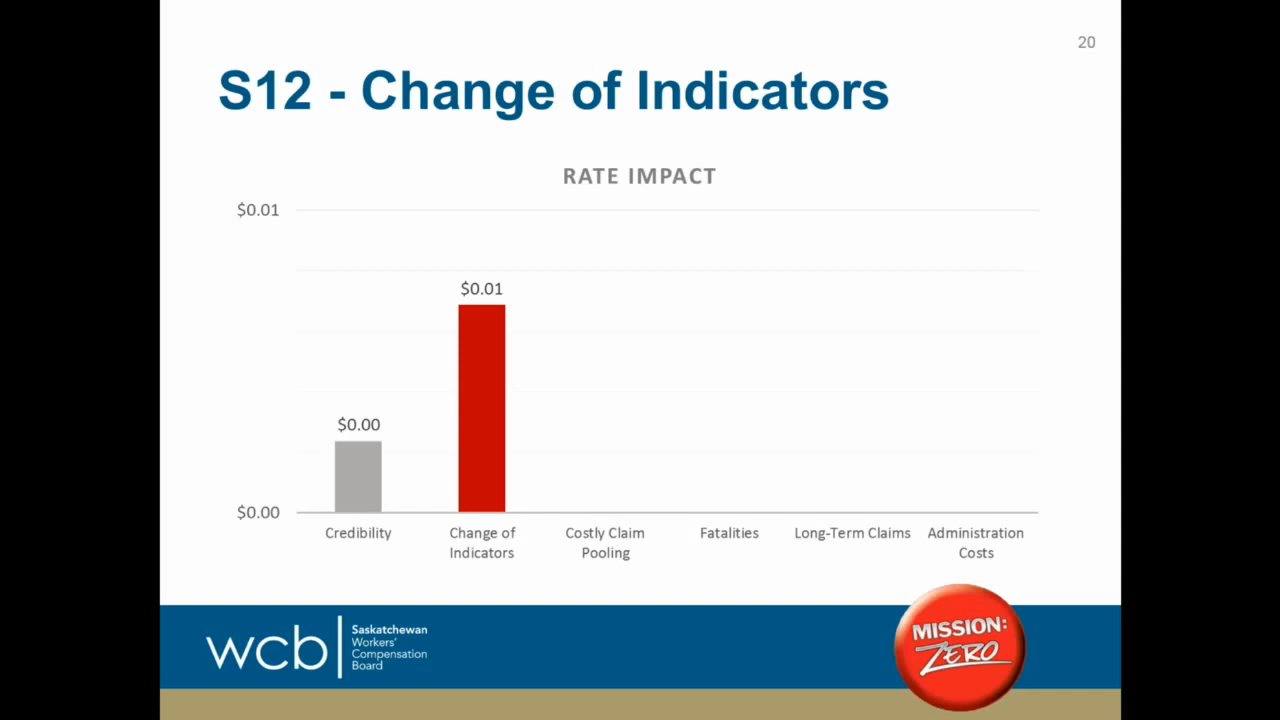 20
S12 - Change of Indicators
RATE IMPACT
$0.01
$0.01
$0.00
$0.00
Credibility
Change of
Indicators
Costly Claim
Pooling
Fatalities
Long-Term Claims
Administration
Costs
wcb
Saskatchewan
Workers'
Compensation
Board
MISSION:
ZERO